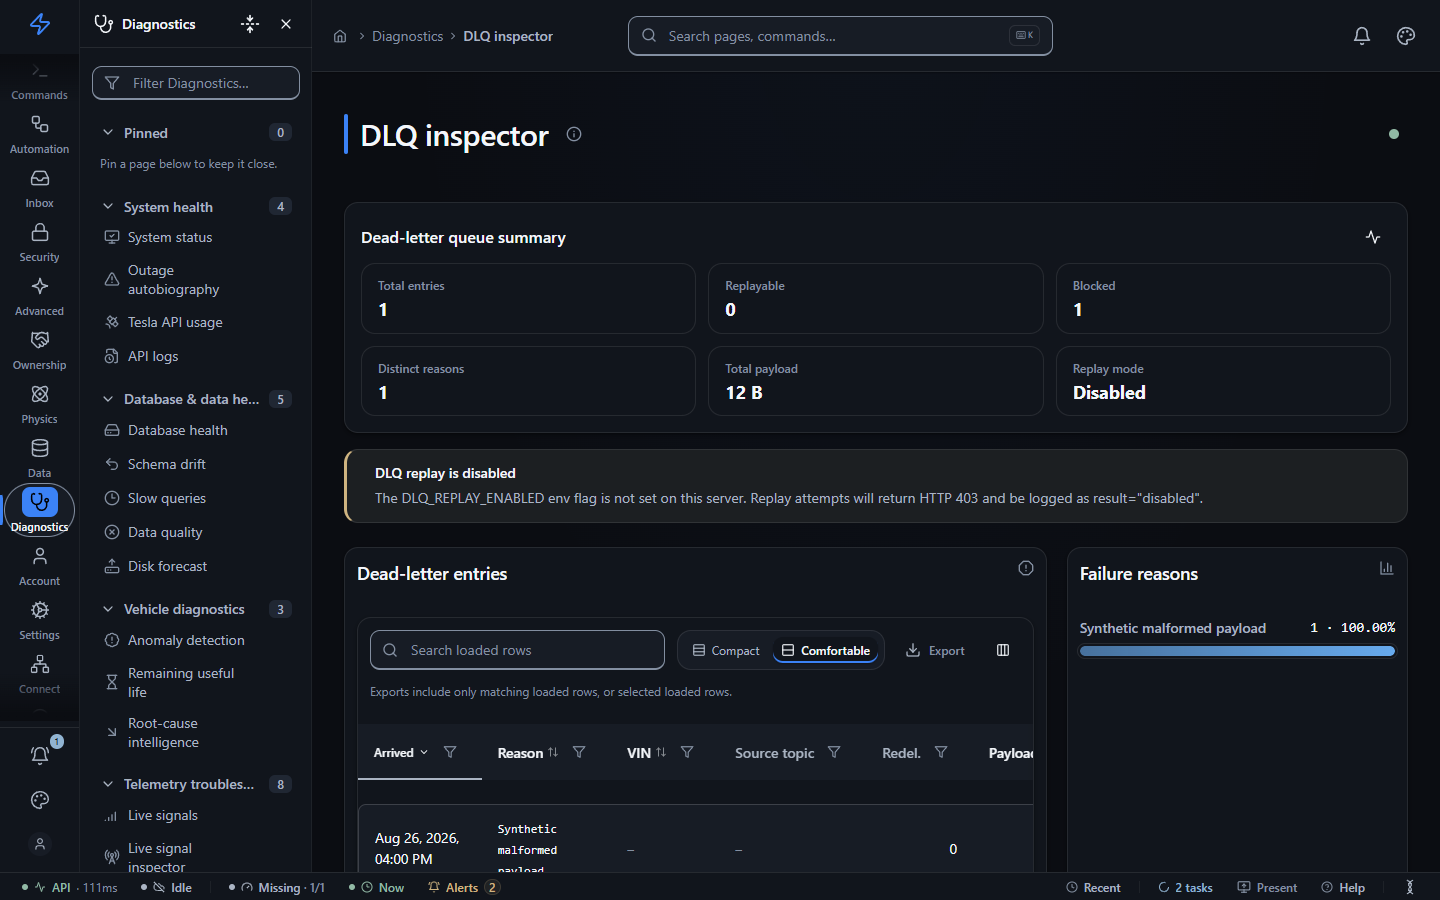 Diagnostics
Diagnostics
DLQ inspector
Search pages, commands...
K
Commands
Automation
Inbox
Security
Advanced
Ownership
Physics
Data
Diagnostics
Account
Settings
Connect
1
Filter Diagnostics...
Pinned
0
Pin a page below to keep it close.
System health
4
System status
Outage
autobiography
Tesla API usage
API logs
Database & data he...
5
Database health
Schema drift
Slow queries
Data quality
Disk forecast
Vehicle diagnostics
3
Anomaly detection
Remaining useful
life
Root-cause
intelligence
Telemetry troubles...
8
Live signals
Live signal
inspector
DLQ inspector
Dead-letter queue summary
Total entries
1
Replayable
0
Blocked
1
Distinct reasons
1
Total payload
12 B
Replay mode
Disabled
DLQ replay is disabled
The DLQ_REPLAY_ENABLED env flag is not set on this server. Replay attempts will return HTTP 403 and be logged as result="disabled".
Dead-letter entries
Search loaded rows
Compact
Comfortable
Export
Exports include only matching loaded rows, or selected loaded rows.
Arrived
Reason
VIN
Source topic
Redel.
Payload
Aug 26, 2026,
04:00 PM
Synthetic
malformed
payload
–
–
0
Failure reasons
Synthetic malformed payload
1 · 100.00%
API · 111ms
Idle
Missing · 1/1
Now
Alerts 2
Recent
2 tasks
Present
Help